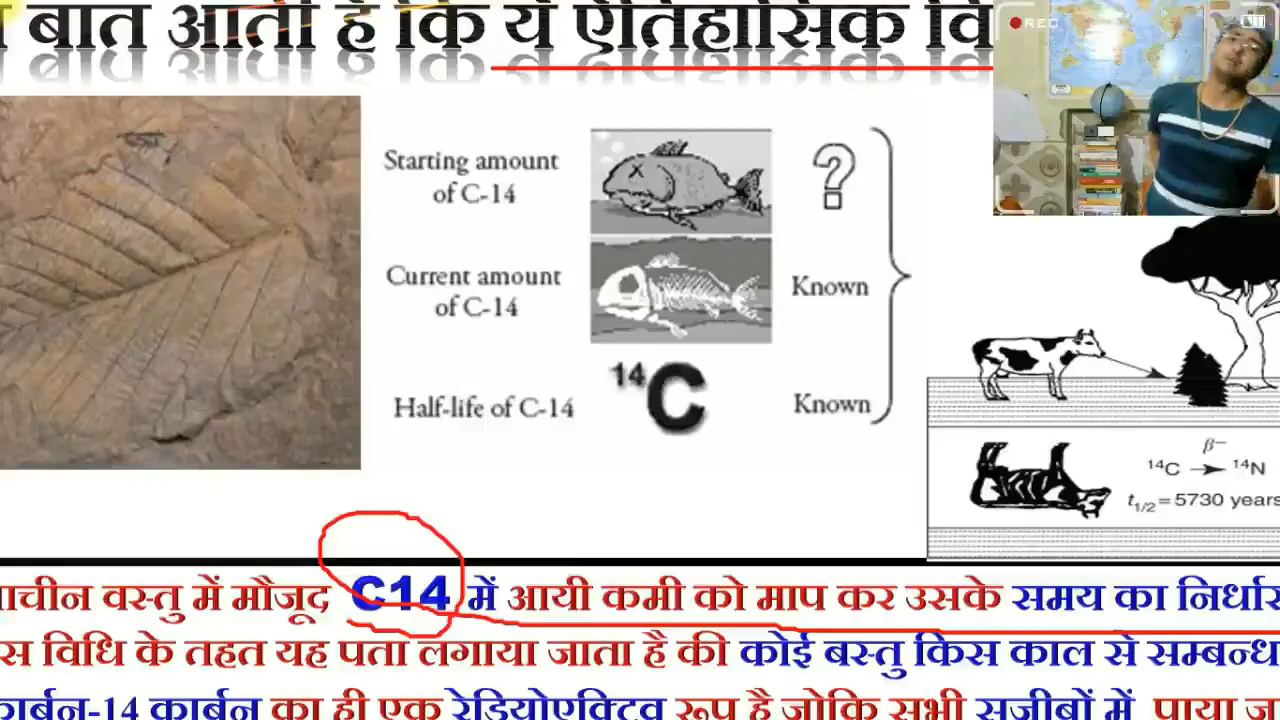 बात आती है कि ये ऐतिहासिक
REC
Starting amount
of C-14
?
Current amount
of C-14
Known
Half-life of C-14
14C
Known
β−
14C → 14N
t1/2 = 5730 years
वस्तु में मौजूद C14 में आयी कमी को माप कर उसके समय का
विधि के तहत यह पता लगाया जाता है की कोई बस्तु किस काल से
कार्बन-14 कार्बन का ही एक रेडियोएक्टिव रूप है जोकि सभी सजीबों में पाया